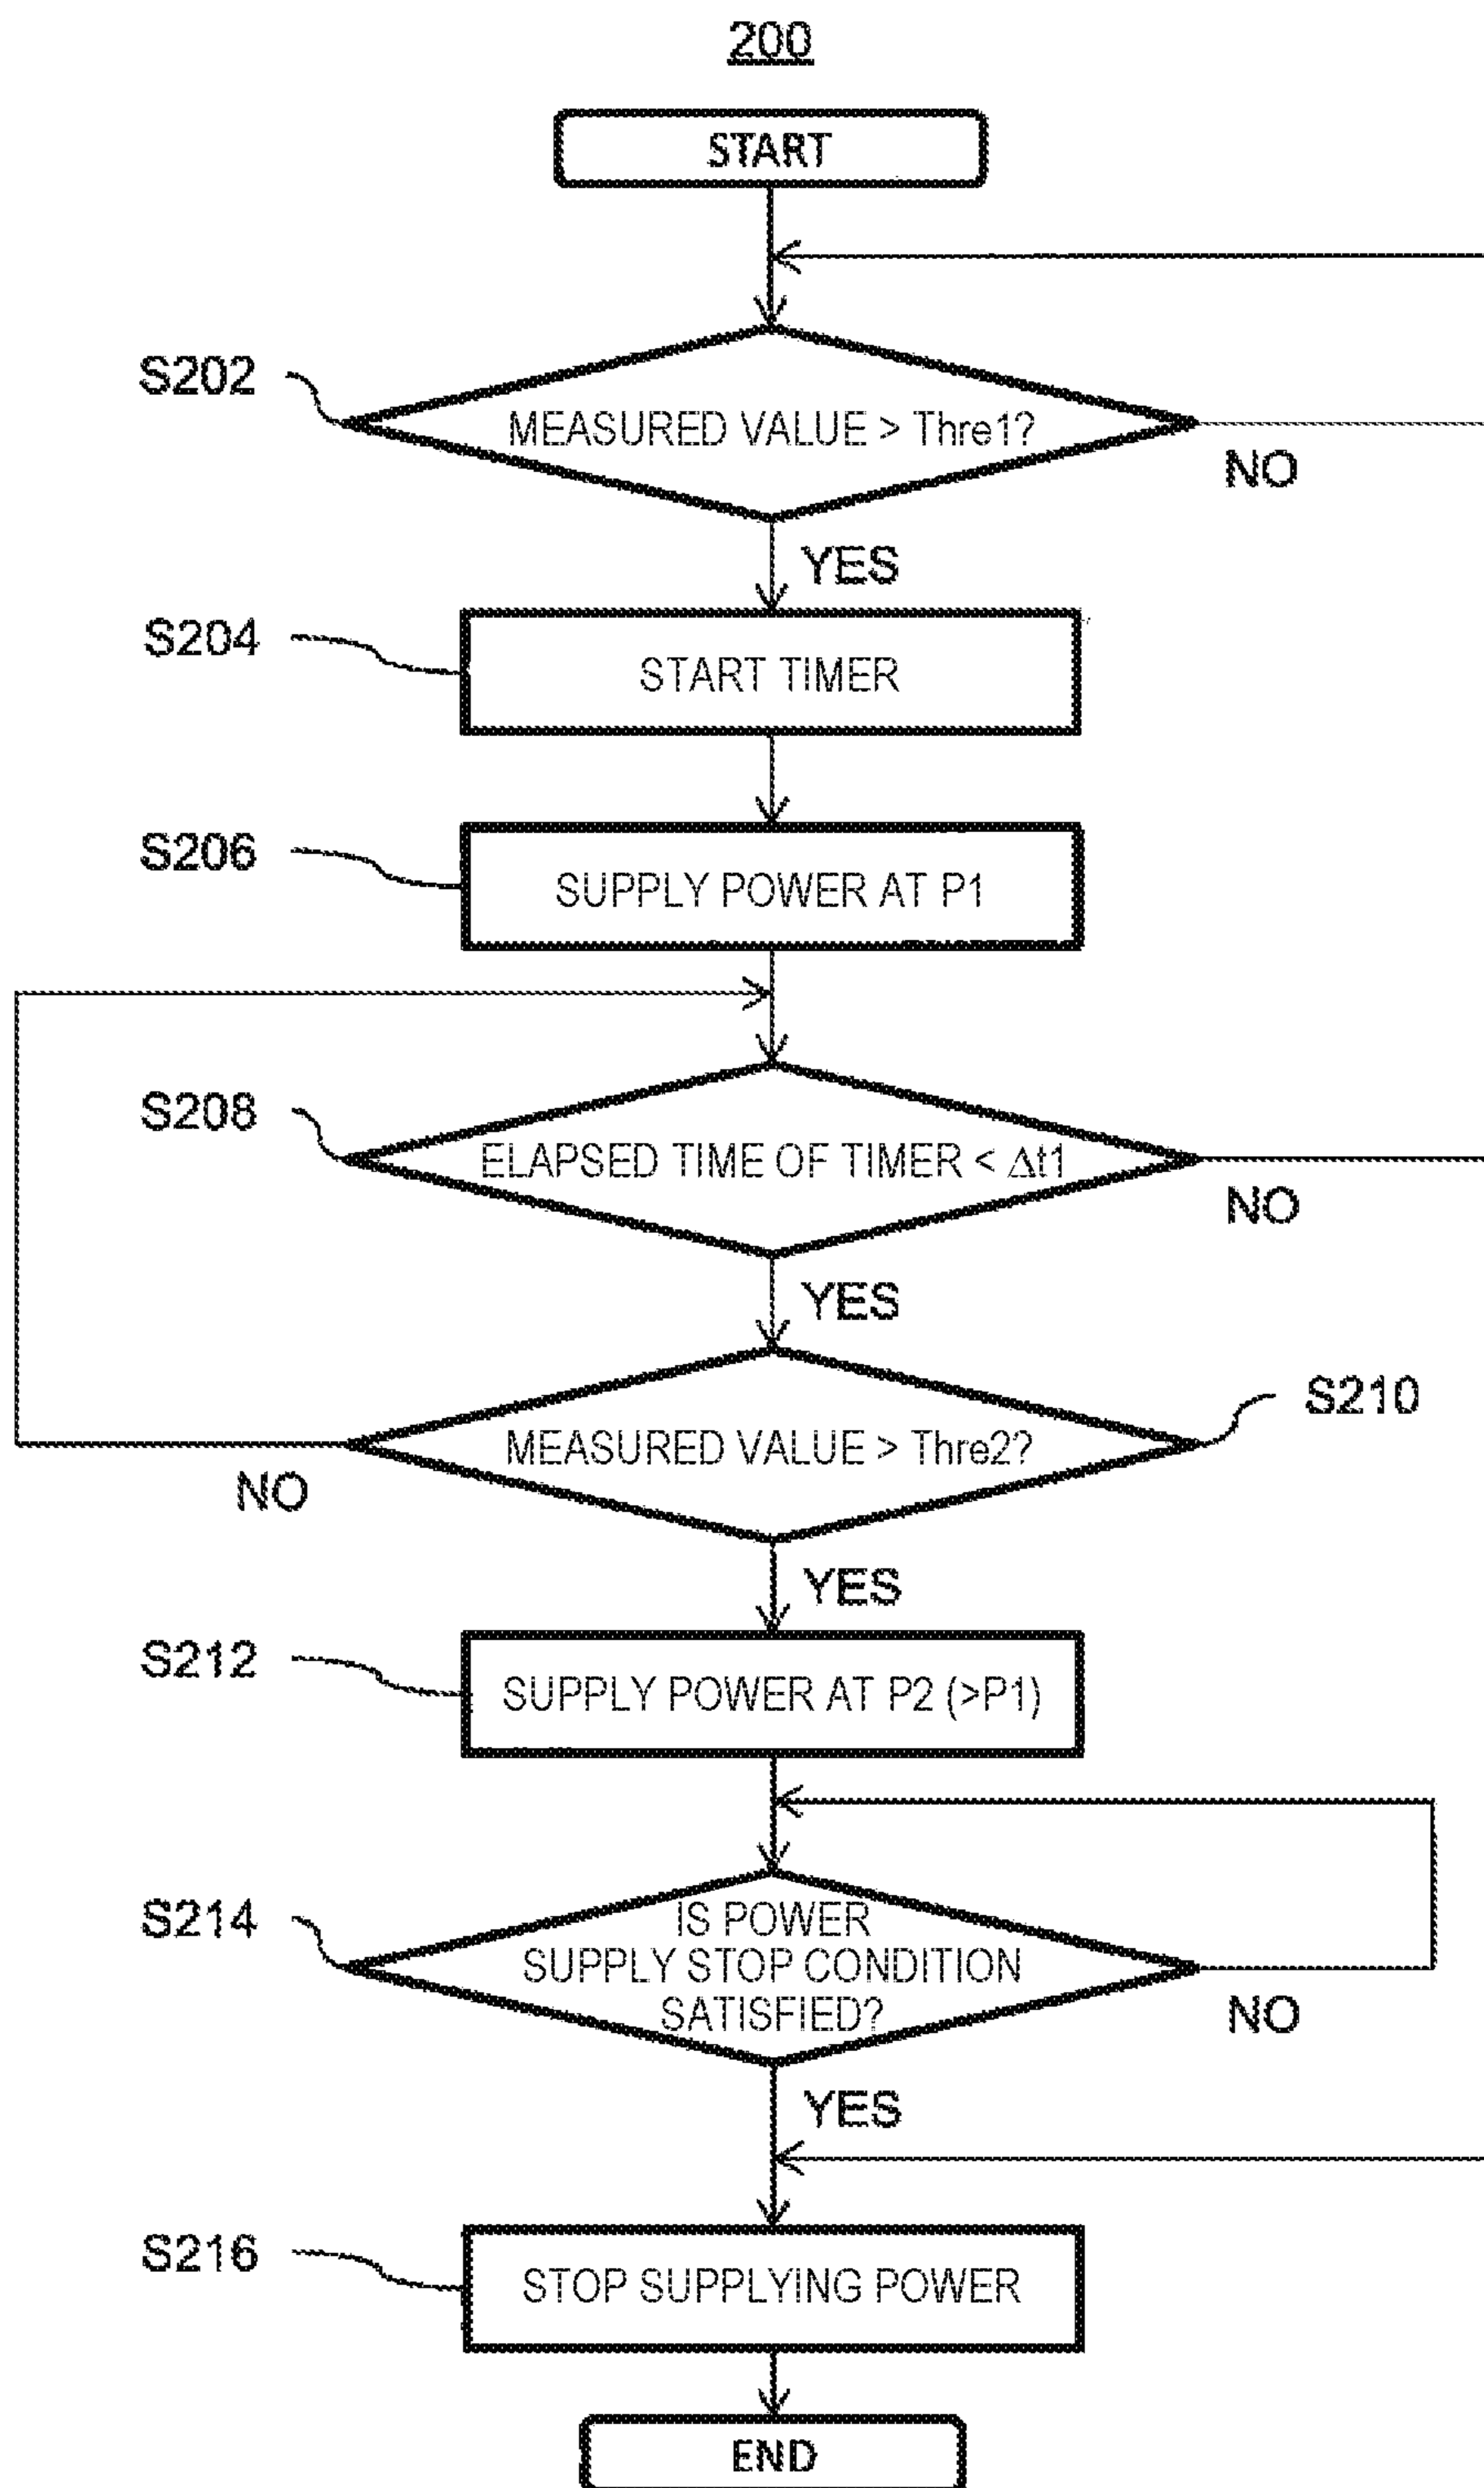 200
START
S202
MEASURED VALUE > Thre1?
NO
YES
S204
START TIMER
S206
SUPPLY POWER AT P1
S208
ELAPSED TIME OF TIMER < Δt1
NO
YES
S210
MEASURED VALUE > Thre2?
NO
YES
S212
SUPPLY POWER AT P2 (>P1)
S214
IS POWER
SUPPLY STOP CONDITION
SATISFIED?
NO
YES
S216
STOP SUPPLYING POWER
END